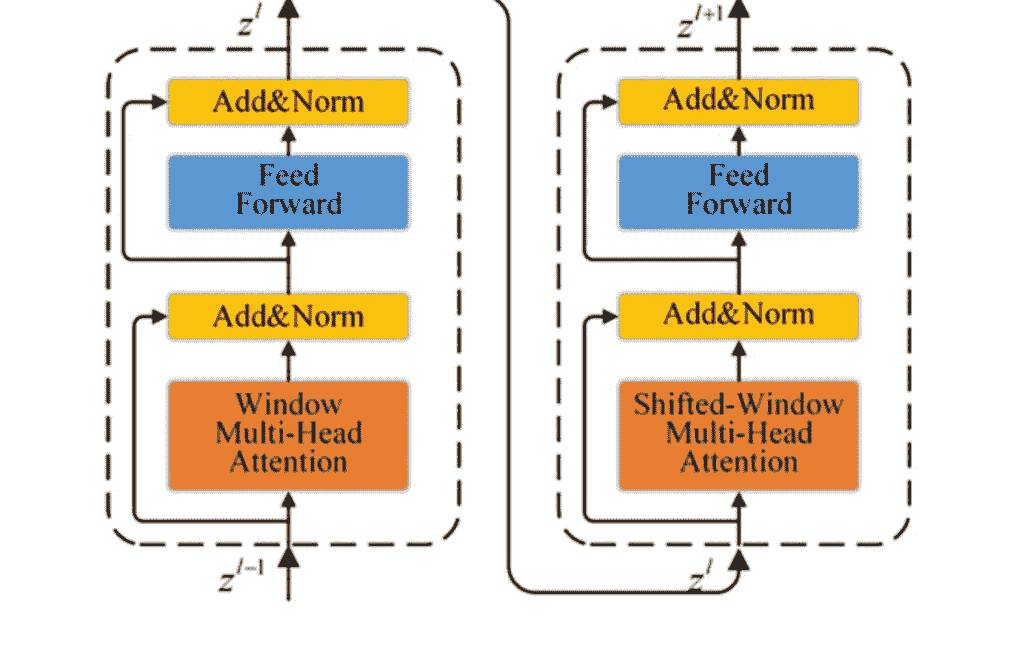 z^l
Add&Norm
Feed
Forward
Add&Norm
Window
Multi-Head
Attention
z^{l-1}
z^{l+1}
Add&Norm
Feed
Forward
Add&Norm
Shifted-Window
Multi-Head
Attention
z^l